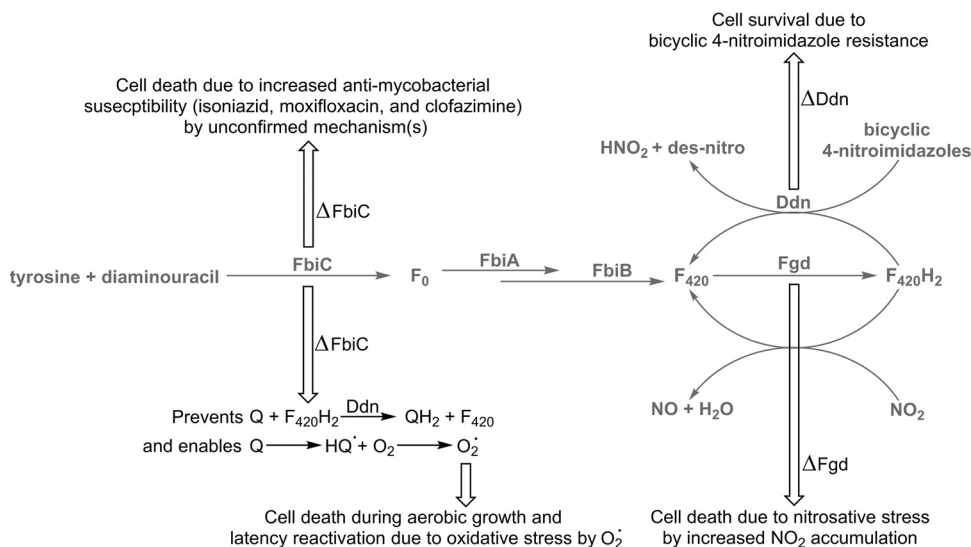 Cell survival due to
bicyclic 4-nitroimidazole resistance
Cell death due to increased anti-mycobacterial
susecptibility (isoniazid, moxifloxacin, and clofazimine)
by unconfirmed mechanism(s)
ΔDdn
bicyclic
4-nitroimidazoles
HNO₂ + des-nitro
Ddn
ΔFbiC
tyrosine + diaminouracil
FbiC
F₀
FbiA
FbiB
F₄₂₀
Fgd
F₄₂₀H₂
ΔFbiC
Prevents Q + F₄₂₀H₂ Ddn QH₂ + F₄₂₀
and enables Q HQ• + O₂ O₂•
NO + H₂O
NO₂
ΔFgd
Cell death during aerobic growth and
latency reactivation due to oxidative stress by O₂•
Cell death due to nitrosative stress
by increased NO₂ accumulation